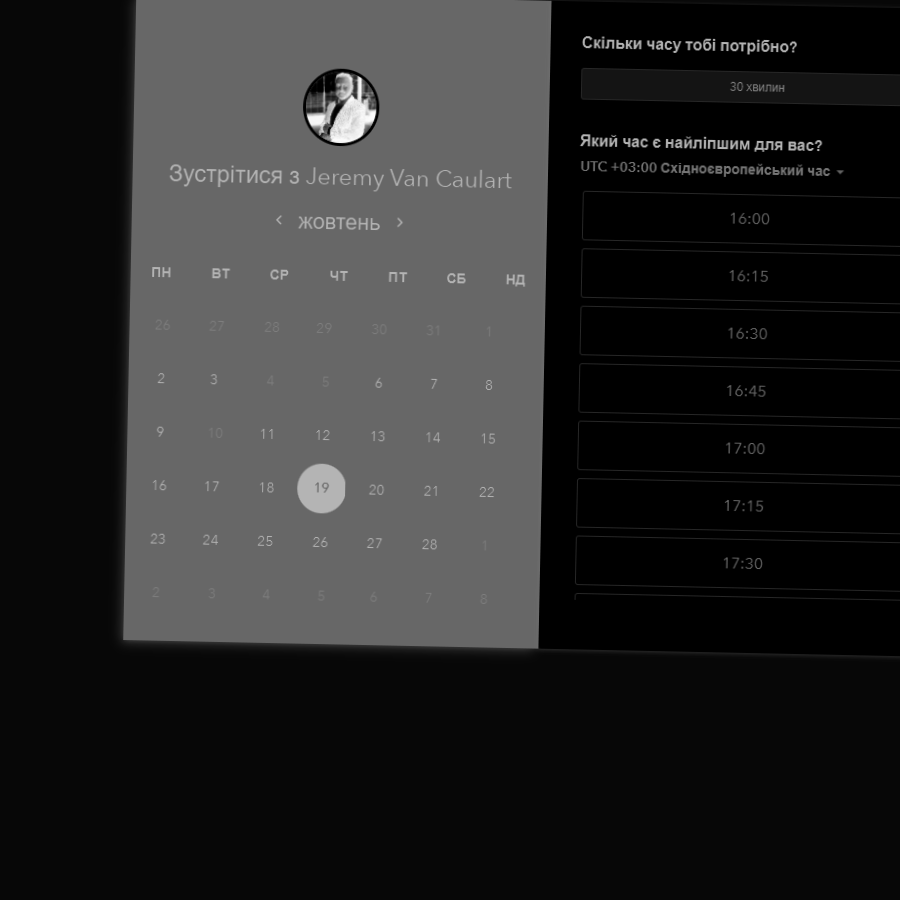 Зустрітися з Jeremy Van Caulart
жовтень
ПН ВТ СР ЧТ ПТ СБ НД
26 27 28 29 30 31 1
2 3 4 5 6 7 8
9 10 11 12 13 14 15
16 17 18 19 20 21 22
23 24 25 26 27 28 1
2 3 4 5 6 7 8
Скільки часу тобі потрібно?
30 хвилин
Який час є найліпшим для вас?
UTC +03:00 Східноєвропейський час
16:00
16:15
16:30
16:45
17:00
17:15
17:30